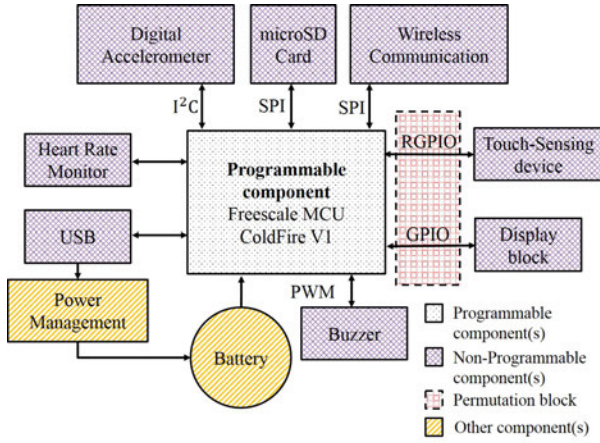 Digital
Accelerometer
microSD
Card
Wireless
Communication
I²C
SPI
SPI
Heart Rate
Monitor
Programmable
component
Freescale MCU
ColdFire V1
RGPIO
Touch-Sensing
device
USB
GPIO
Display
block
Power
Management
Battery
PWM
Buzzer
Programmable
component(s)
Non-Programmable
component(s)
Permutation block
Other component(s)